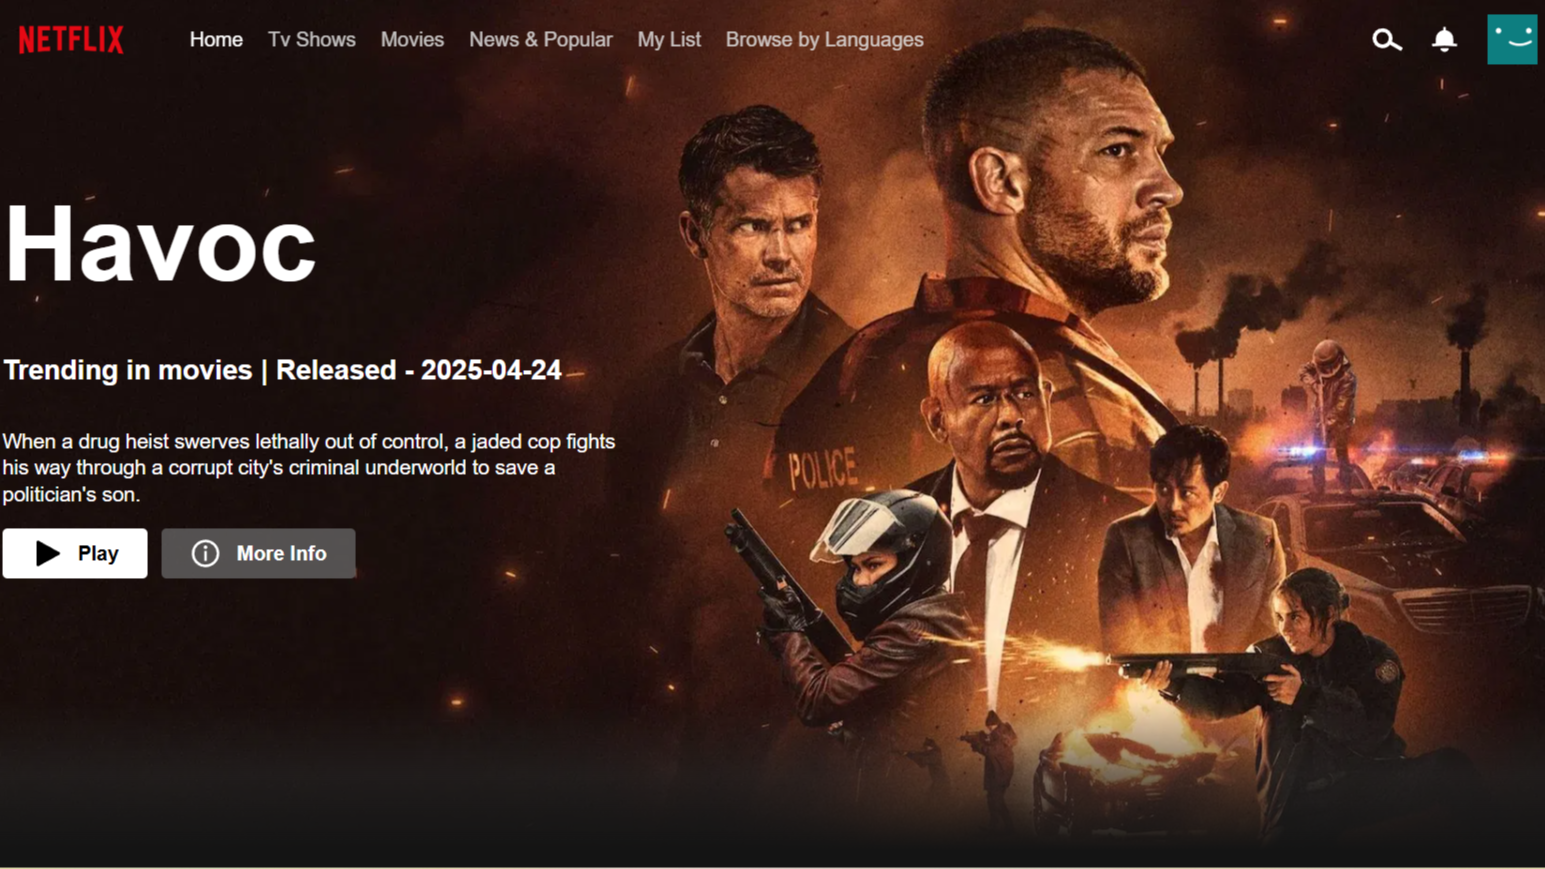 NETFLIX Home Tv Shows Movies News & Popular My List Browse by Languages
Havoc
Trending in movies | Released - 2025-04-24
When a drug heist swerves lethally out of control, a jaded cop fights
his way through a corrupt city's criminal underworld to save a
politician's son.
POLICE
Play More Info